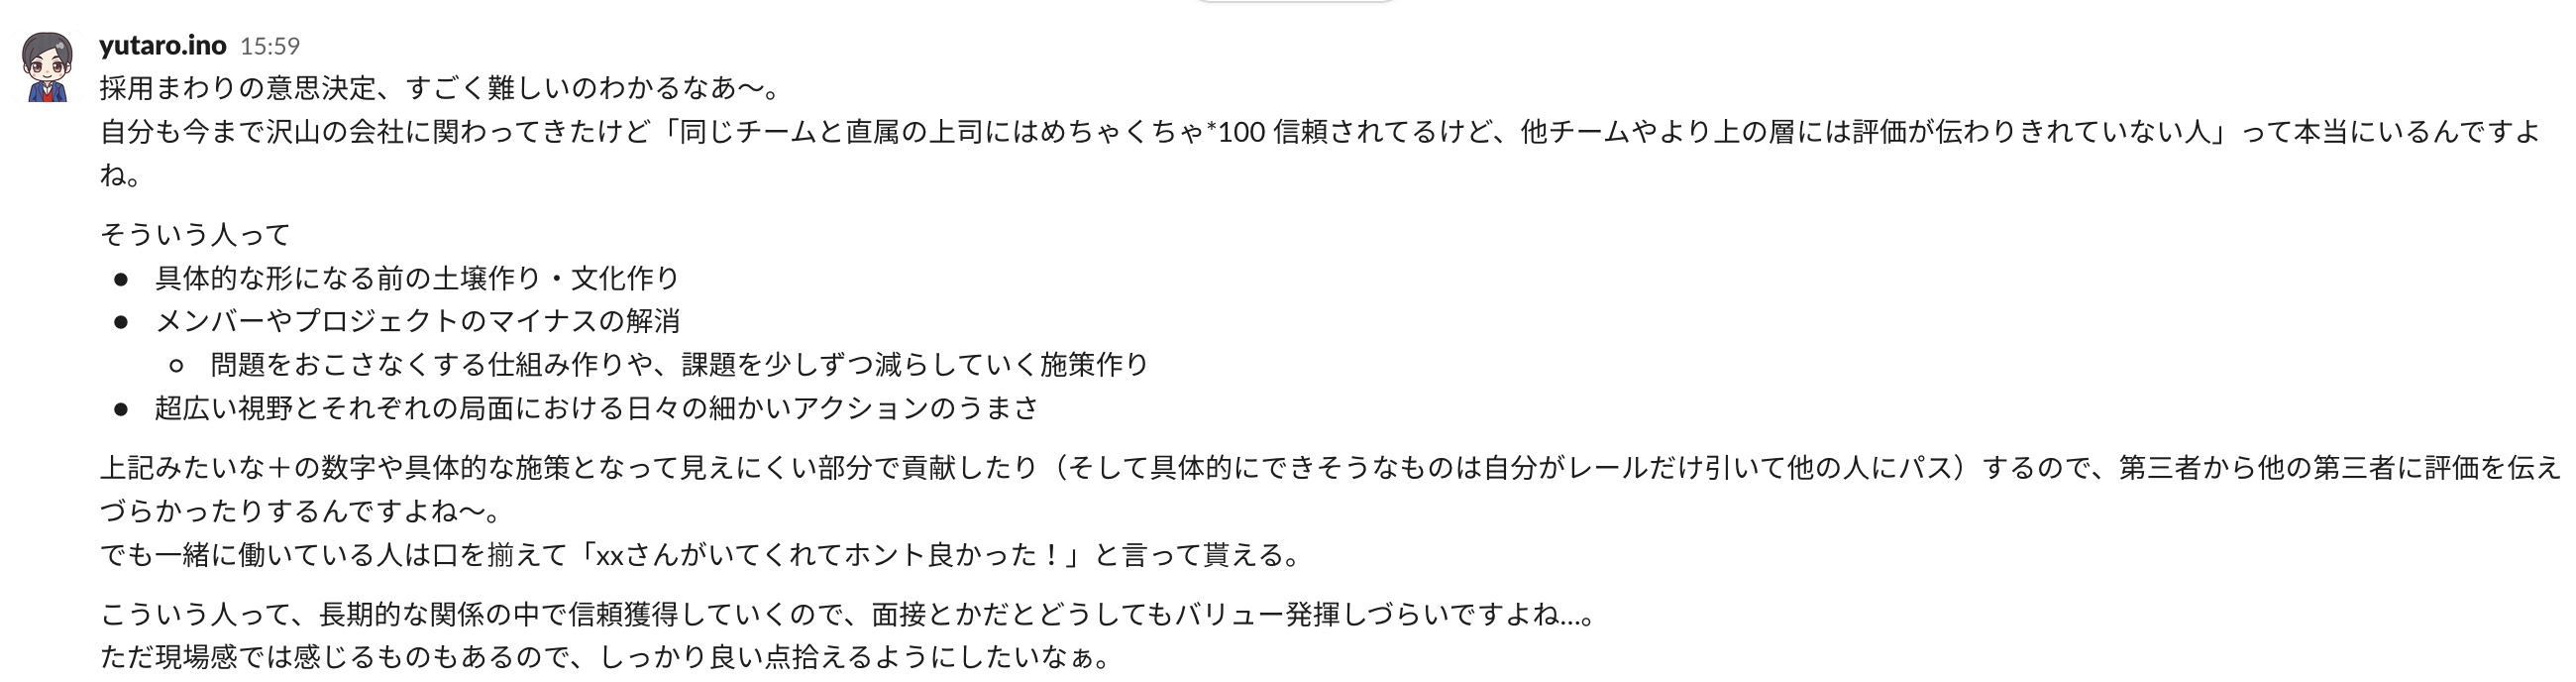 yutaro.ino 15:59
採用まわりの意思決定、すごく難しいのわかるなあ〜。
自分も今まで沢山の会社に関わってきたけど「同じチームと直属の上司にはめちゃくちゃ*100 信頼されてるけど、他チームやより上の層には評価が伝わりきれていない人」って本当にいるんですよ
ね。
そういう人って
● 具体的な形になる前の土壌作り・文化作り
● メンバーやプロジェクトのマイナスの解消
○ 問題をおこさなくする仕組み作りや、課題を少しずつ減らしていく施策作り
● 超広い視野とそれぞれの局面における日々の細かいアクションのうまさ
上記みたいな＋の数字や具体的な施策となって見えにくい部分で貢献したり（そして具体的にできそうなものは自分がレールだけ引いて他の人にパス）するので、第三者から他の第三者に評価を伝え
づらかったりするんですよね〜。
でも一緒に働いている人は口を揃えて「xxさんがいてくれてホント良かった！」と言って貰える。
こういう人って、長期的な関係の中で信頼獲得していくので、面接とかだとどうしてもバリュー発揮しづらいですよね…。
ただ現場感では感じるものもあるので、しっかり良い点拾えるようにしたいなぁ。